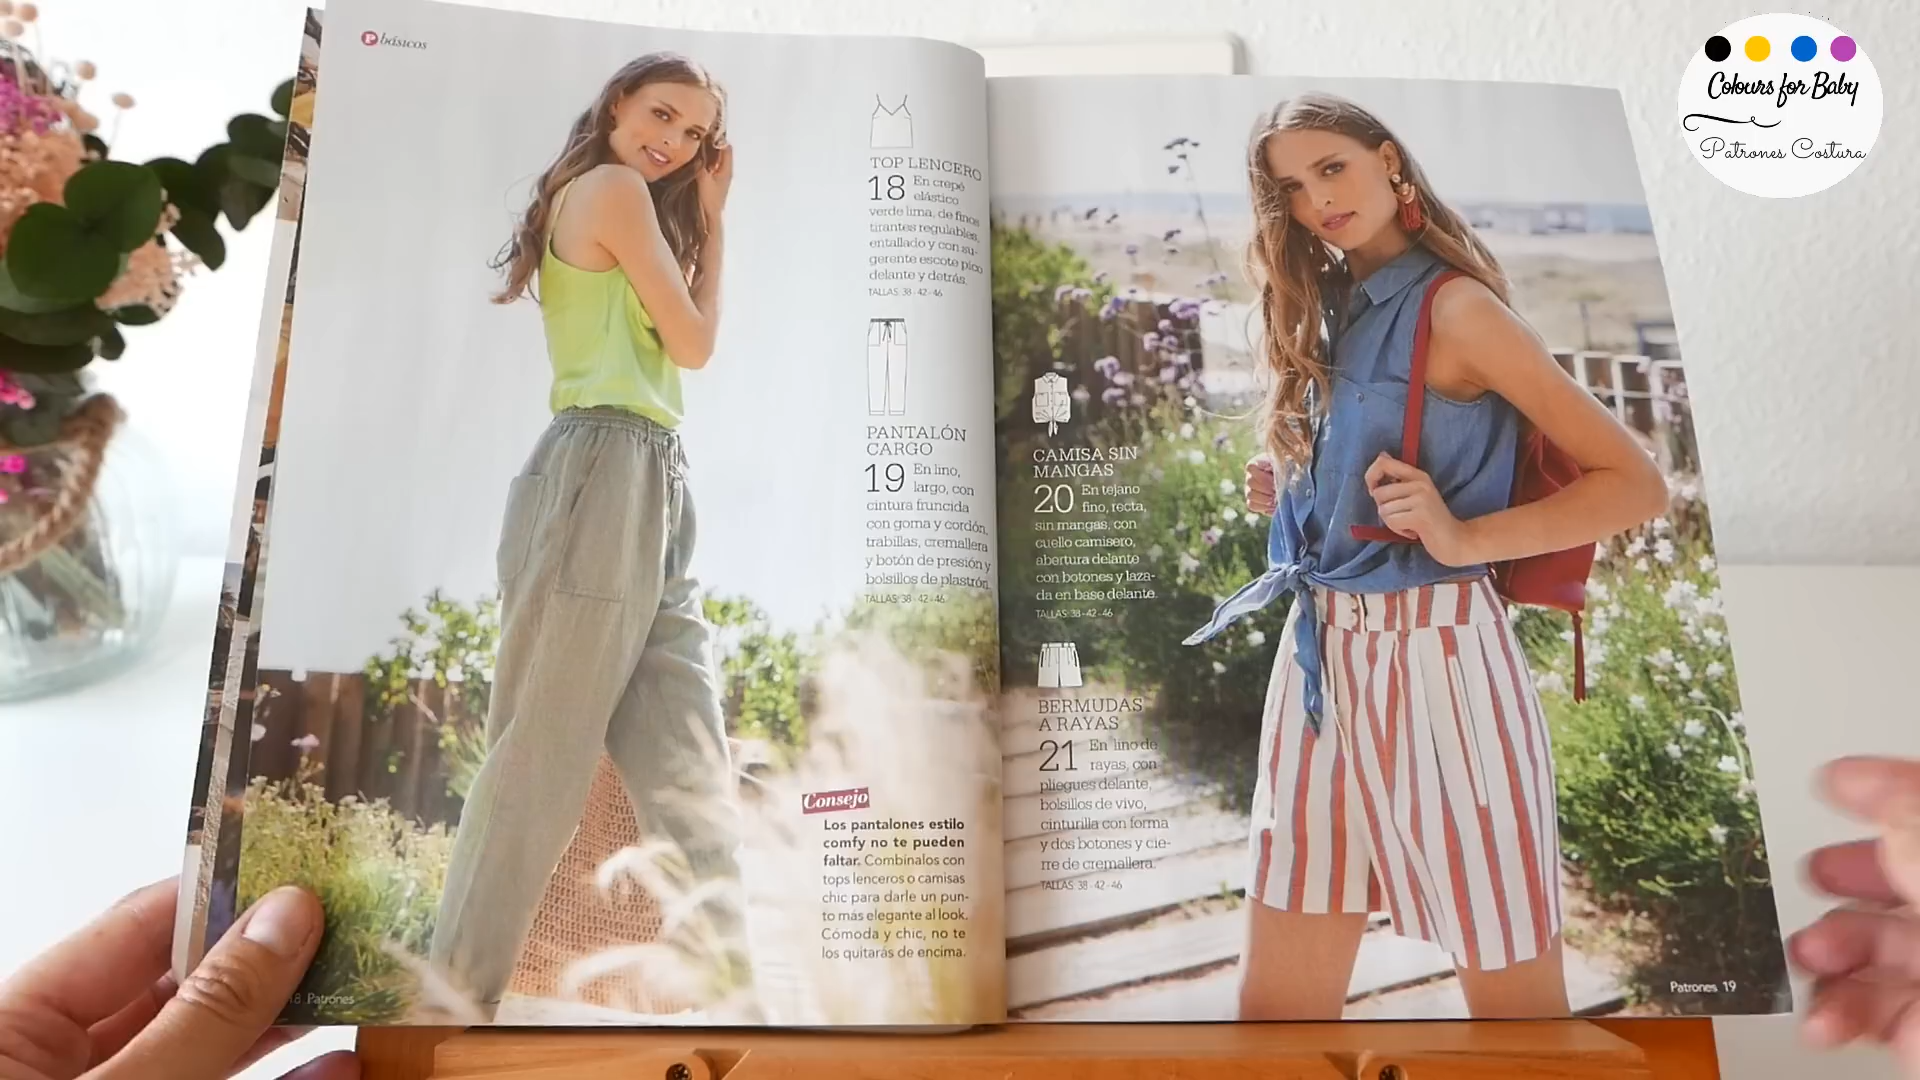 P básicos
TOP LENCERO
18 En crepé
elástico
verde lima, de finos
tirantes regulables,
entallado y con su-
gerente escote pico
delante y detrás.
TALLAS: 38 - 42 - 46
PANTALÓN
CARGO
19 En lino,
largo, con
cintura fruncida
con goma y cordón,
trabillas, cremallera
y botón de presión y
bolsillos de plastrón.
TALLAS: 38 - 42 - 46
Consejo
Los pantalones estilo
comfy no te pueden
faltar. Combínalos con
tops lenceros o camisas
chic para darle un pun-
to más elegante al look.
Cómoda y chic, no te
los quitarás de encima.
18 Patrones
CAMISA SIN
MANGAS
20 En tejano
fino, recta,
sin mangas, con
cuello camisero,
abertura delante
con botones y laza-
da en base delante.
TALLAS: 38 - 42 - 46
BERMUDAS
A RAYAS
21 En lino de
rayas, con
pliegues delante,
bolsillos de vivo,
cinturilla con forma
y dos botones y cie-
rre de cremallera.
TALLAS: 38 - 42 - 46
Patrones 19
Colours for Baby
Patrones Costura